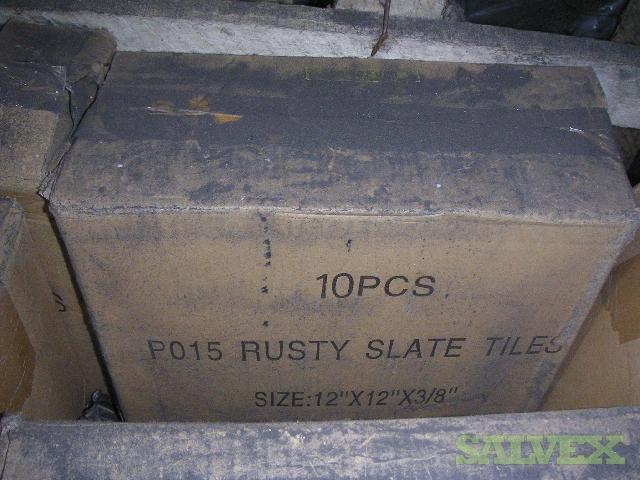 10PCS
P015 RUSTY SLATE TILES
SIZE:12"X12"X3/8"
S
SALVEX